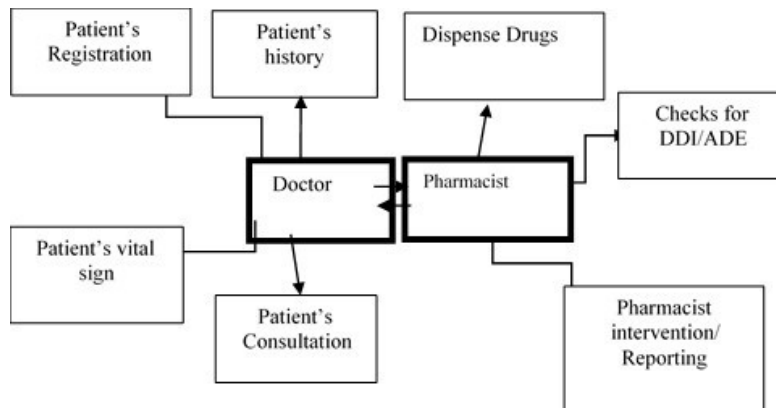 Patient's
Registration
Patient's
history
Dispense Drugs
Checks for
DDI/ADE
Doctor
Pharmacist
Patient's vital
sign
Patient's
Consultation
Pharmacist
intervention/
Reporting